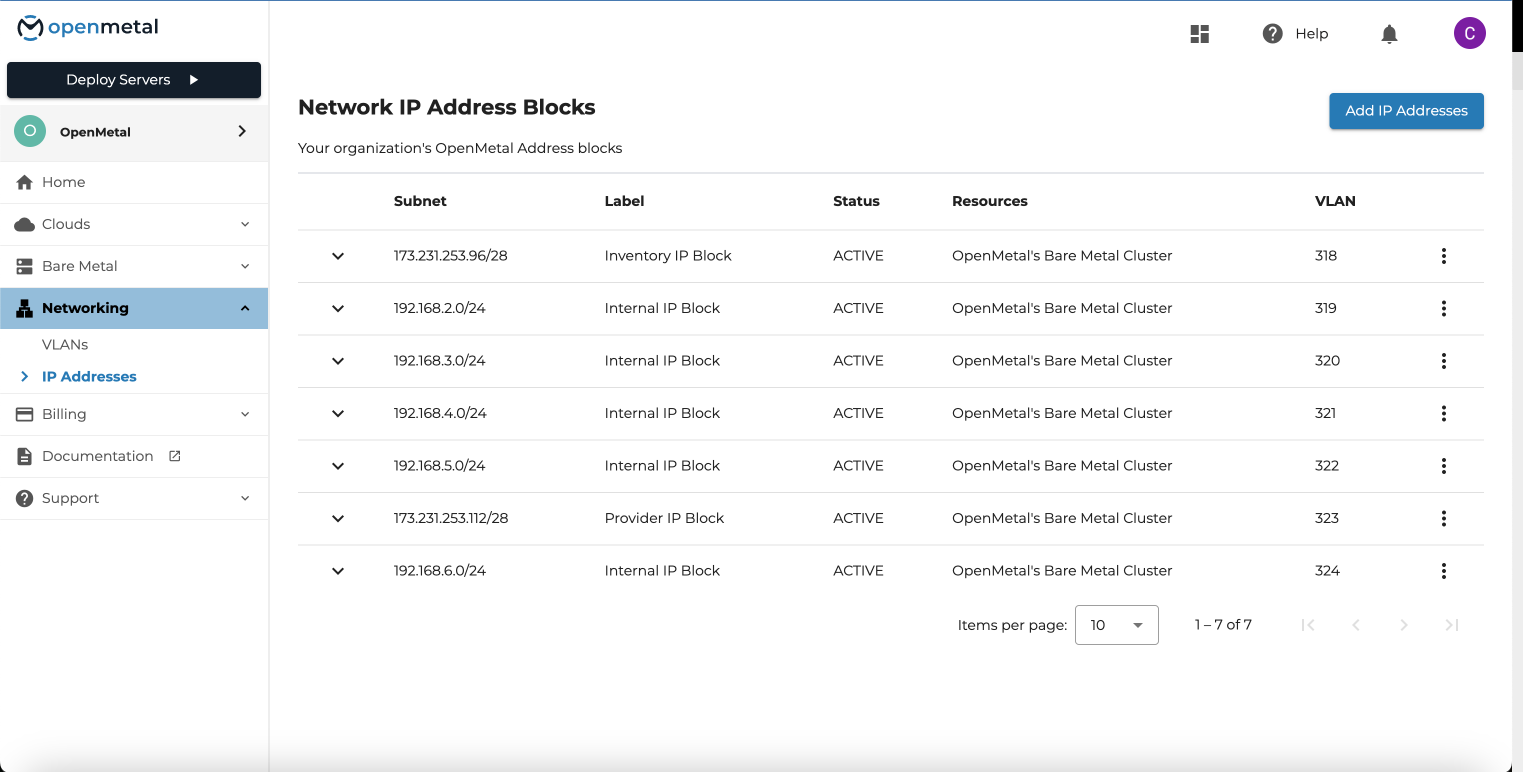 openmetal
Help
C
Deploy Servers
O OpenMetal
Home
Clouds
Bare Metal
Networking
VLANs
IP Addresses
Billing
Documentation
Support
Network IP Address Blocks
Add IP Addresses
Your organization's OpenMetal Address blocks
Subnet Label Status Resources VLAN
173.231.253.96/28 Inventory IP Block ACTIVE OpenMetal's Bare Metal Cluster 318
192.168.2.0/24 Internal IP Block ACTIVE OpenMetal's Bare Metal Cluster 319
192.168.3.0/24 Internal IP Block ACTIVE OpenMetal's Bare Metal Cluster 320
192.168.4.0/24 Internal IP Block ACTIVE OpenMetal's Bare Metal Cluster 321
192.168.5.0/24 Internal IP Block ACTIVE OpenMetal's Bare Metal Cluster 322
173.231.253.112/28 Provider IP Block ACTIVE OpenMetal's Bare Metal Cluster 323
192.168.6.0/24 Internal IP Block ACTIVE OpenMetal's Bare Metal Cluster 324
Items per page: 10 1 – 7 of 7